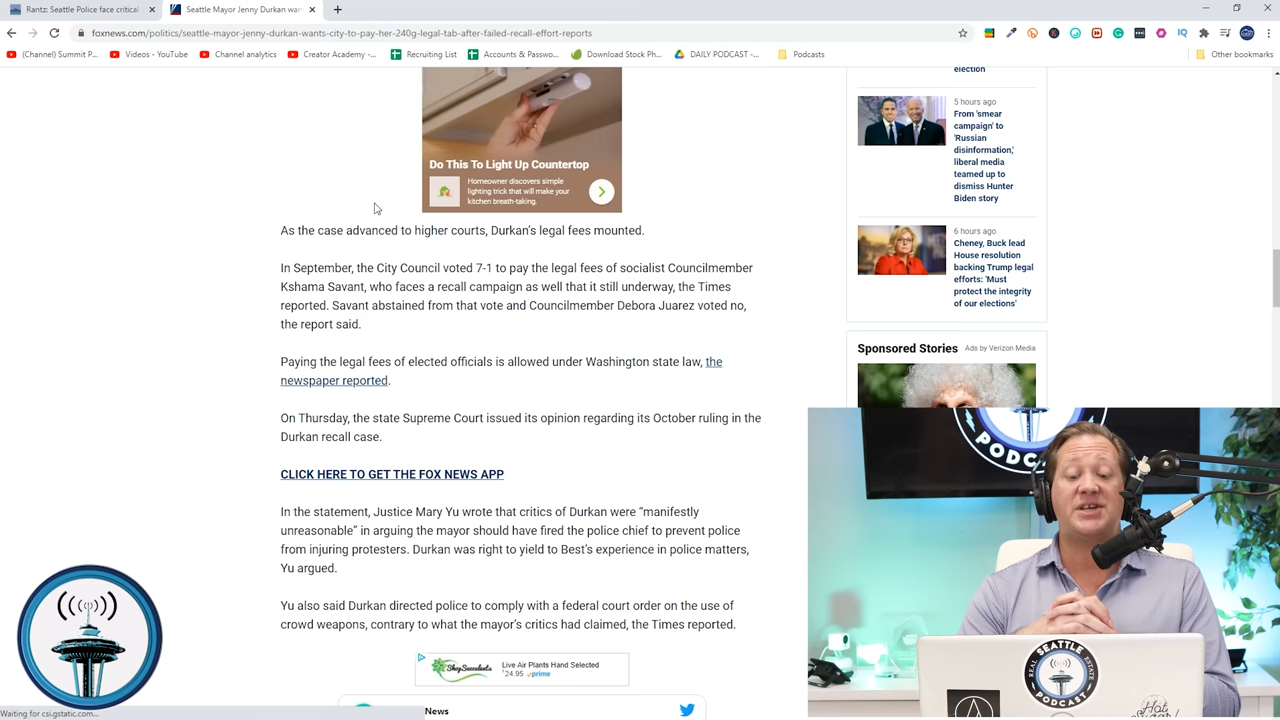 Rantz: Seattle Police face critical
Seattle Mayor Jenny Durkan wan
foxnews.com/politics/seattle-mayor-jenny-durkan-wants-city-to-pay-her-240g-legal-tab-after-failed-recall-effort-reports
(Channel) Summit P...
Videos - YouTube
Channel analytics
Creator Academy -...
Recruiting List
Accounts & Passwo...
Download Stock Ph...
DAILY PODCAST -...
Podcasts
Other bookmarks
Do This To Light Up Countertop
Homeowner discovers simple
lighting trick that will make your
kitchen breath-taking.
As the case advanced to higher courts, Durkan's legal fees mounted.
In September, the City Council voted 7-1 to pay the legal fees of socialist Councilmember
Kshama Savant, who faces a recall campaign as well that it still underway, the Times
reported. Savant abstained from that vote and Councilmember Debora Juarez voted no,
the report said.
Paying the legal fees of elected officials is allowed under Washington state law, the
newspaper reported.
On Thursday, the state Supreme Court issued its opinion regarding its October ruling in the
Durkan recall case.
CLICK HERE TO GET THE FOX NEWS APP
In the statement, Justice Mary Yu wrote that critics of Durkan were “manifestly
unreasonable” in arguing the mayor should have fired the police chief to prevent police
from injuring protesters. Durkan was right to yield to Best's experience in police matters,
Yu argued.
Yu also said Durkan directed police to comply with a federal court order on the use of
crowd weapons, contrary to what the mayor's critics had claimed, the Times reported.
ShopSucculents
Live Air Plants Hand Selected
$24.95 prime
News
Waiting for csi.gstatic.com...
election
5 hours ago
From 'smear
campaign' to
'Russian
disinformation,'
liberal media
teamed up to
dismiss Hunter
Biden story
6 hours ago
Cheney, Buck lead
House resolution
backing Trump legal
efforts: 'Must
protect the integrity
of our elections'
Sponsored Stories
Ads by Verizon Media
PODC
REAL
SEATTLE
ESTATE
PODCAST